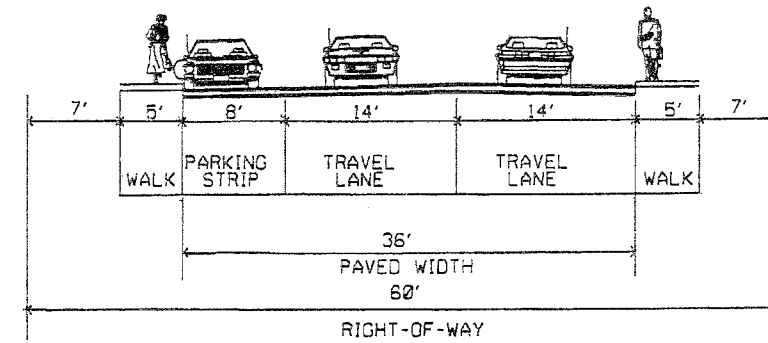 7' 5' 8' 14' 14' 5' 7'
WALK PARKING STRIP TRAVEL LANE TRAVEL LANE WALK
36'
PAVED WIDTH
60'
RIGHT-OF-WAY